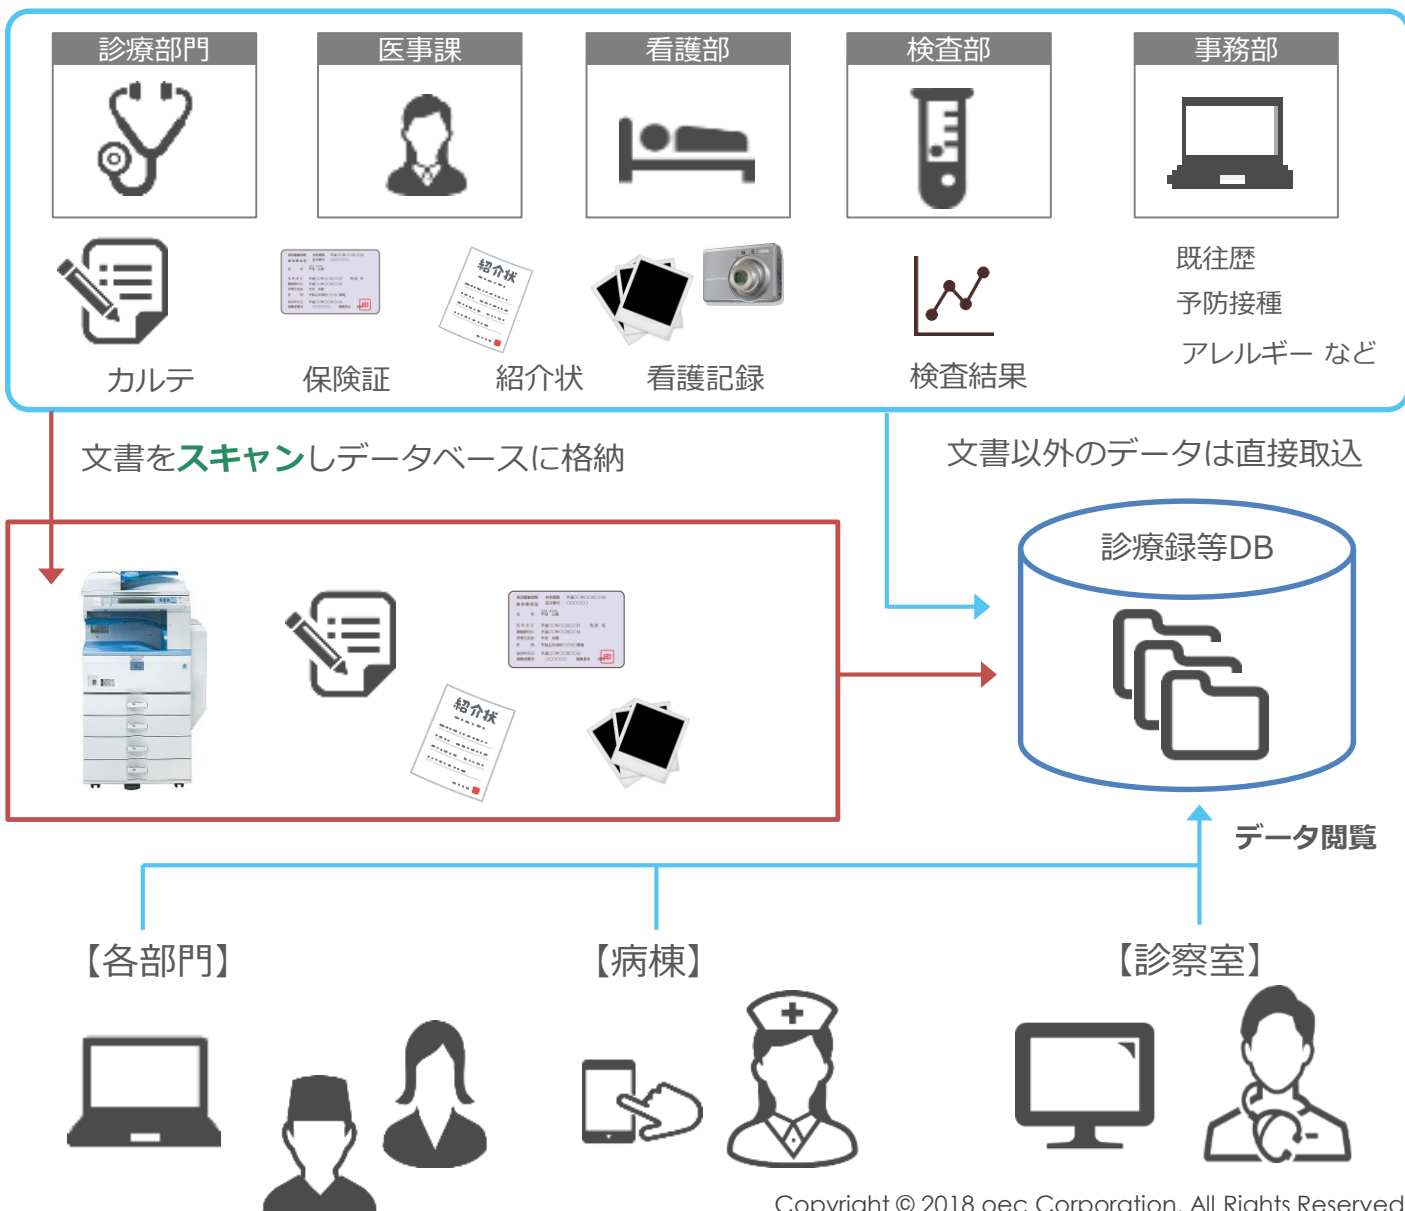 診療部門
医事課
看護部
検査部
事務部
紹介状
既往歴
予防接種
アレルギー など
カルテ
保険証
紹介状
看護記録
検査結果
文書をスキャンしデータベースに格納
文書以外のデータは直接取込
診療録等DB
紹介状
データ閲覧
【各部門】
【病棟】
【診察室】
Copyright © 2018 oec Corporation. All Rights Reserved